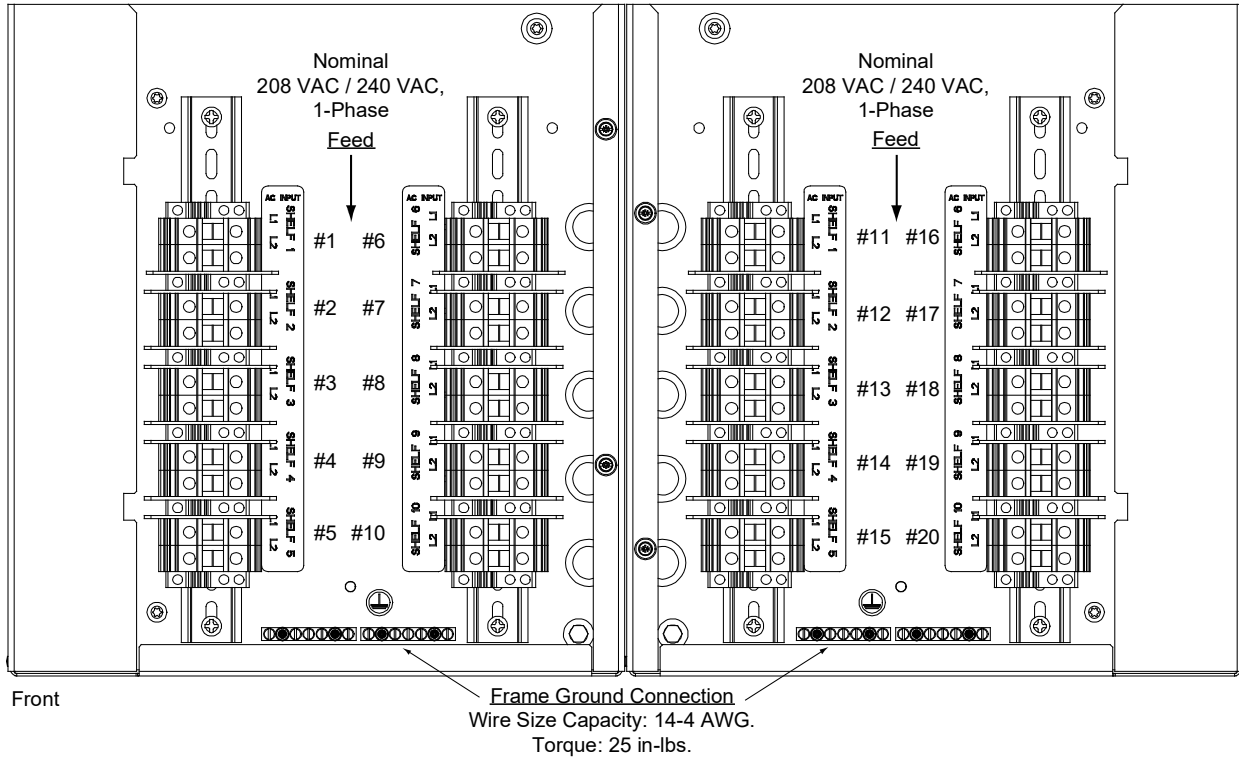 Nominal
208 VAC / 240 VAC,
1-Phase
Feed
AC INPUT
L1
L2
SHELF 1
L1
L2
SHELF 2
L1
L2
SHELF 3
L1
L2
SHELF 4
L1
L2
SHELF 5
#1 #6
#2 #7
#3 #8
#4 #9
#5 #10
AC INPUT
SHELF 6
L1
L2
SHELF 7
L1
L2
SHELF 8
L1
L2
SHELF 9
L1
L2
SHELF 10
L1
L2
Nominal
208 VAC / 240 VAC,
1-Phase
Feed
AC INPUT
L1
L2
SHELF 1
L1
L2
SHELF 2
L1
L2
SHELF 3
L1
L2
SHELF 4
L1
L2
SHELF 5
#11 #16
#12 #17
#13 #18
#14 #19
#15 #20
AC INPUT
SHELF 6
L1
L2
SHELF 7
L1
L2
SHELF 8
L1
L2
SHELF 9
L1
L2
SHELF 10
L1
L2
Front
Frame Ground Connection
Wire Size Capacity: 14-4 AWG.
Torque: 25 in-lbs.